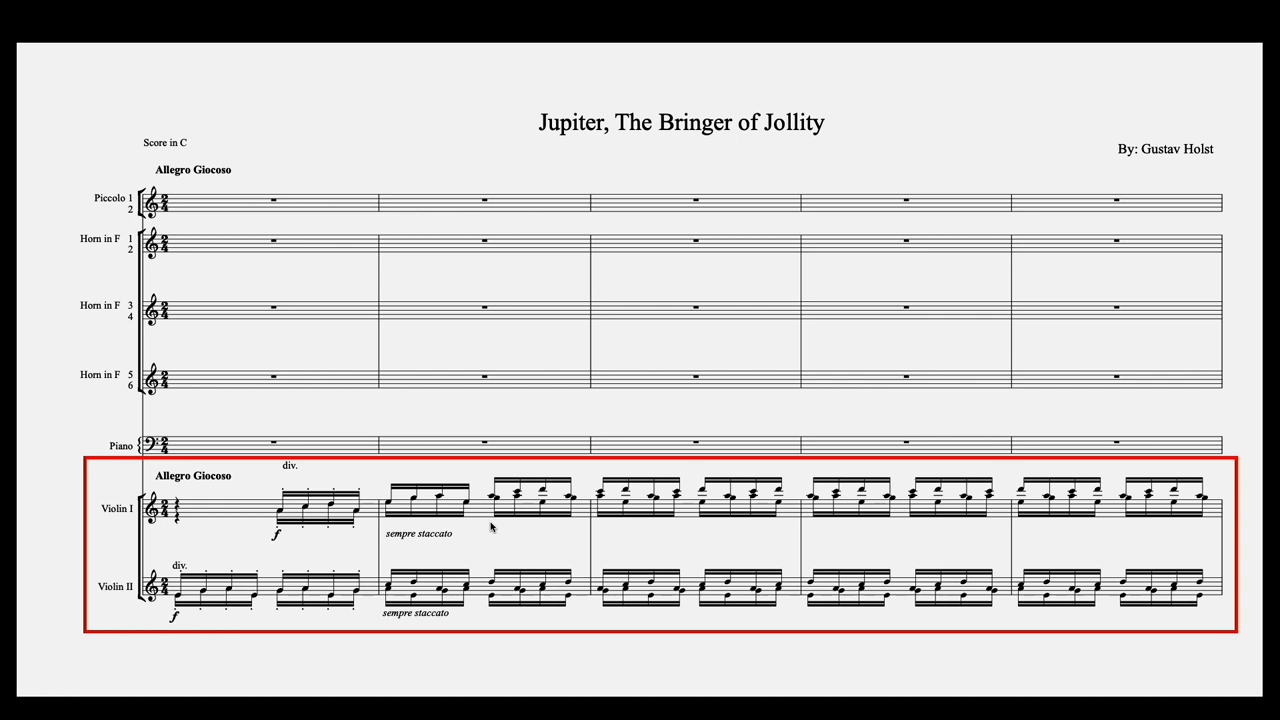 Jupiter, The Bringer of Jollity
Score in C
By: Gustav Holst
Allegro Giocoso
Piccolo 1
2
Horn in F 1
2
Horn in F 3
4
Horn in F 5
6
Piano
div.
Allegro Giocoso
Violin I
f
sempre staccato
div.
Violin II
f
sempre staccato